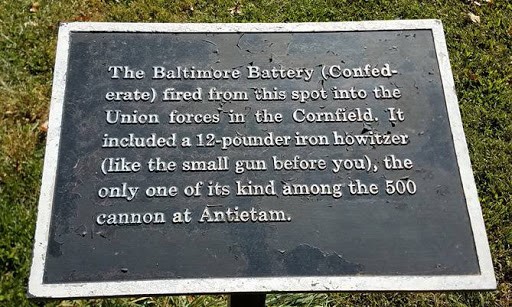 The Baltimore Battery (Confed-
erate) fired from this spot into the
Union forces in the Cornfield. It
included a 12-pounder iron howitzer
(like the small gun before you), the
only one of its kind among the 500
cannon at Antietam.